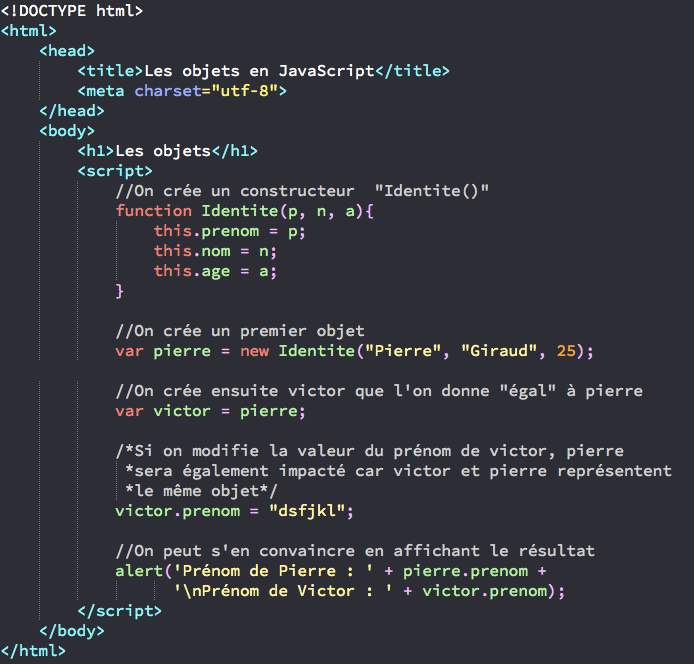 <!DOCTYPE html>
<html>
    <head>
        <title>Les objets en JavaScript</title>
        <meta charset="utf-8">
    </head>
    <body>
        <h1>Les objets</h1>
        <script>
            //On crée un constructeur  "Identite()"
            function Identite(p, n, a){
                this.prenom = p;
                this.nom = n;
                this.age = a;
            }

            //On crée un premier objet
            var pierre = new Identite("Pierre", "Giraud", 25);

            //On crée ensuite victor que l'on donne "égal" à pierre
            var victor = pierre;

            /*Si on modifie la valeur du prénom de victor, pierre
             *sera également impacté car victor et pierre représentent
             *le même objet*/
            victor.prenom = "dsfjkl";

            //On peut s'en convaincre en affichant le résultat
            alert('Prénom de Pierre : ' + pierre.prenom +
                  '\nPrénom de Victor : ' + victor.prenom);
        </script>
    </body>
</html>